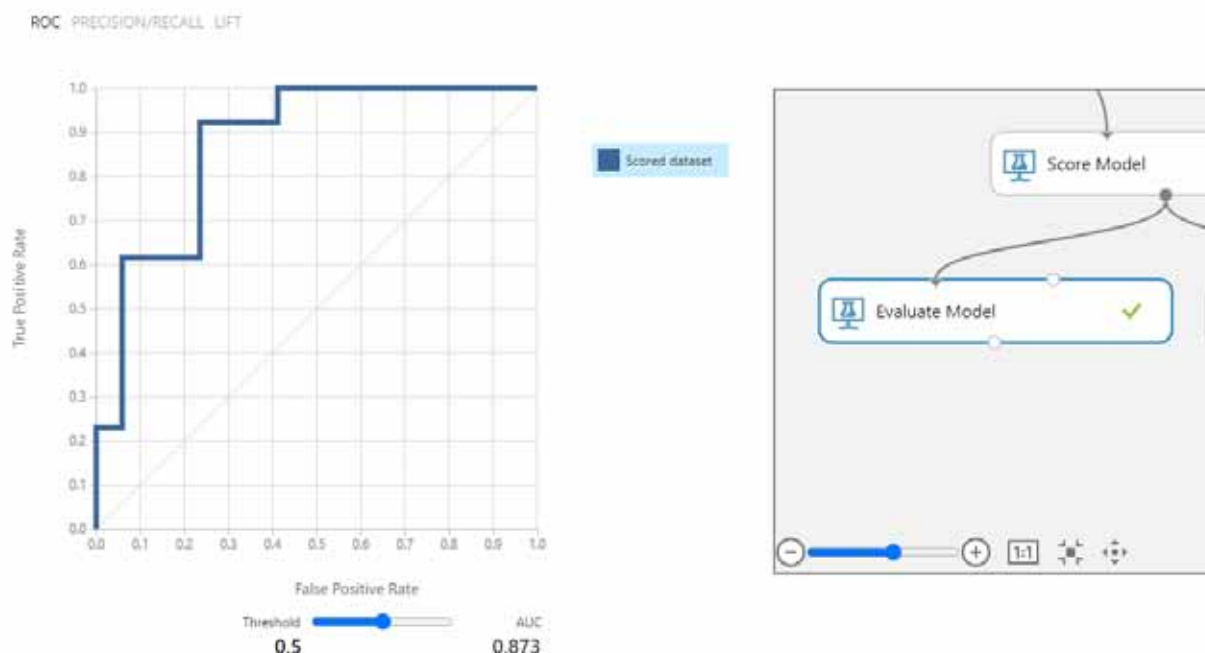 ROC PRECISION/RECALL LIFT
True Positive Rate
1.0
0.9
0.8
0.7
0.6
0.5
0.4
0.3
0.2
0.1
0.0
0.0 0.1 0.2 0.3 0.4 0.5 0.6 0.7 0.8 0.9 1.0
False Positive Rate
Threshold AUC
0.5 0.873
Scored dataset
Score Model
Evaluate Model
1:1